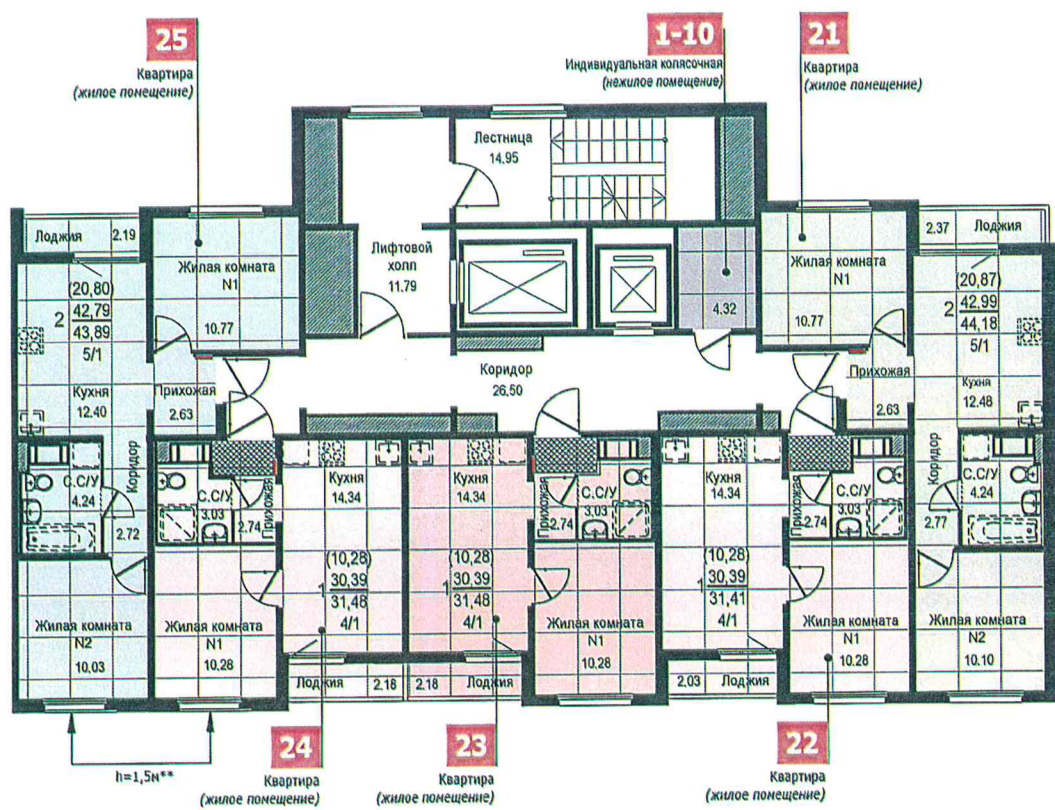 25
Квартира
(жилое помещение)
1-10
Индивидуальная колясочная
(нежилое помещение)
21
Квартира
(жилое помещение)
Лестница
14.95
Лоджия 2.19
Жилая комната
N1
10.77
Лифтовой
холл
11.79
4.32
Жилая комната
N1
10.77
2.37 Лоджия
(20,80)
2 42,79
43,89
5/1
(20,87)
2 42.99
44,18
5/1
Кухня
12.40
Прихожая
2.63
Коридор
26.50
Прихожая
2.63
Кухня
12.48
С.С/У
4.24
Коридор
2.72
С.С/У
3.03
2.74
Прихожая
Кухня
14.34
Кухня
14.34
Прихожая
2.74
С.С/У
3.03
Кухня
14.34
Прихожая
2.74
С.С/У
3.03
Коридор
2.77
С.С/У
4.24
(10,28)
1 30,39
31,48
4/1
(10,28)
1 30,39
31,48
4/1
(10,28)
1 30,39
31,41
4/1
Жилая комната
N2
10.03
Жилая комната
N1
10.28
Жилая комната
N1
10.28
Жилая комната
N1
10.28
Жилая комната
N2
10.10
Лоджия 2.18
2.18 Лоджия
2.03 Лоджия
h=1,5м**
24
Квартира
(жилое помещение)
23
Квартира
(жилое помещение)
22
Квартира
(жилое помещение)